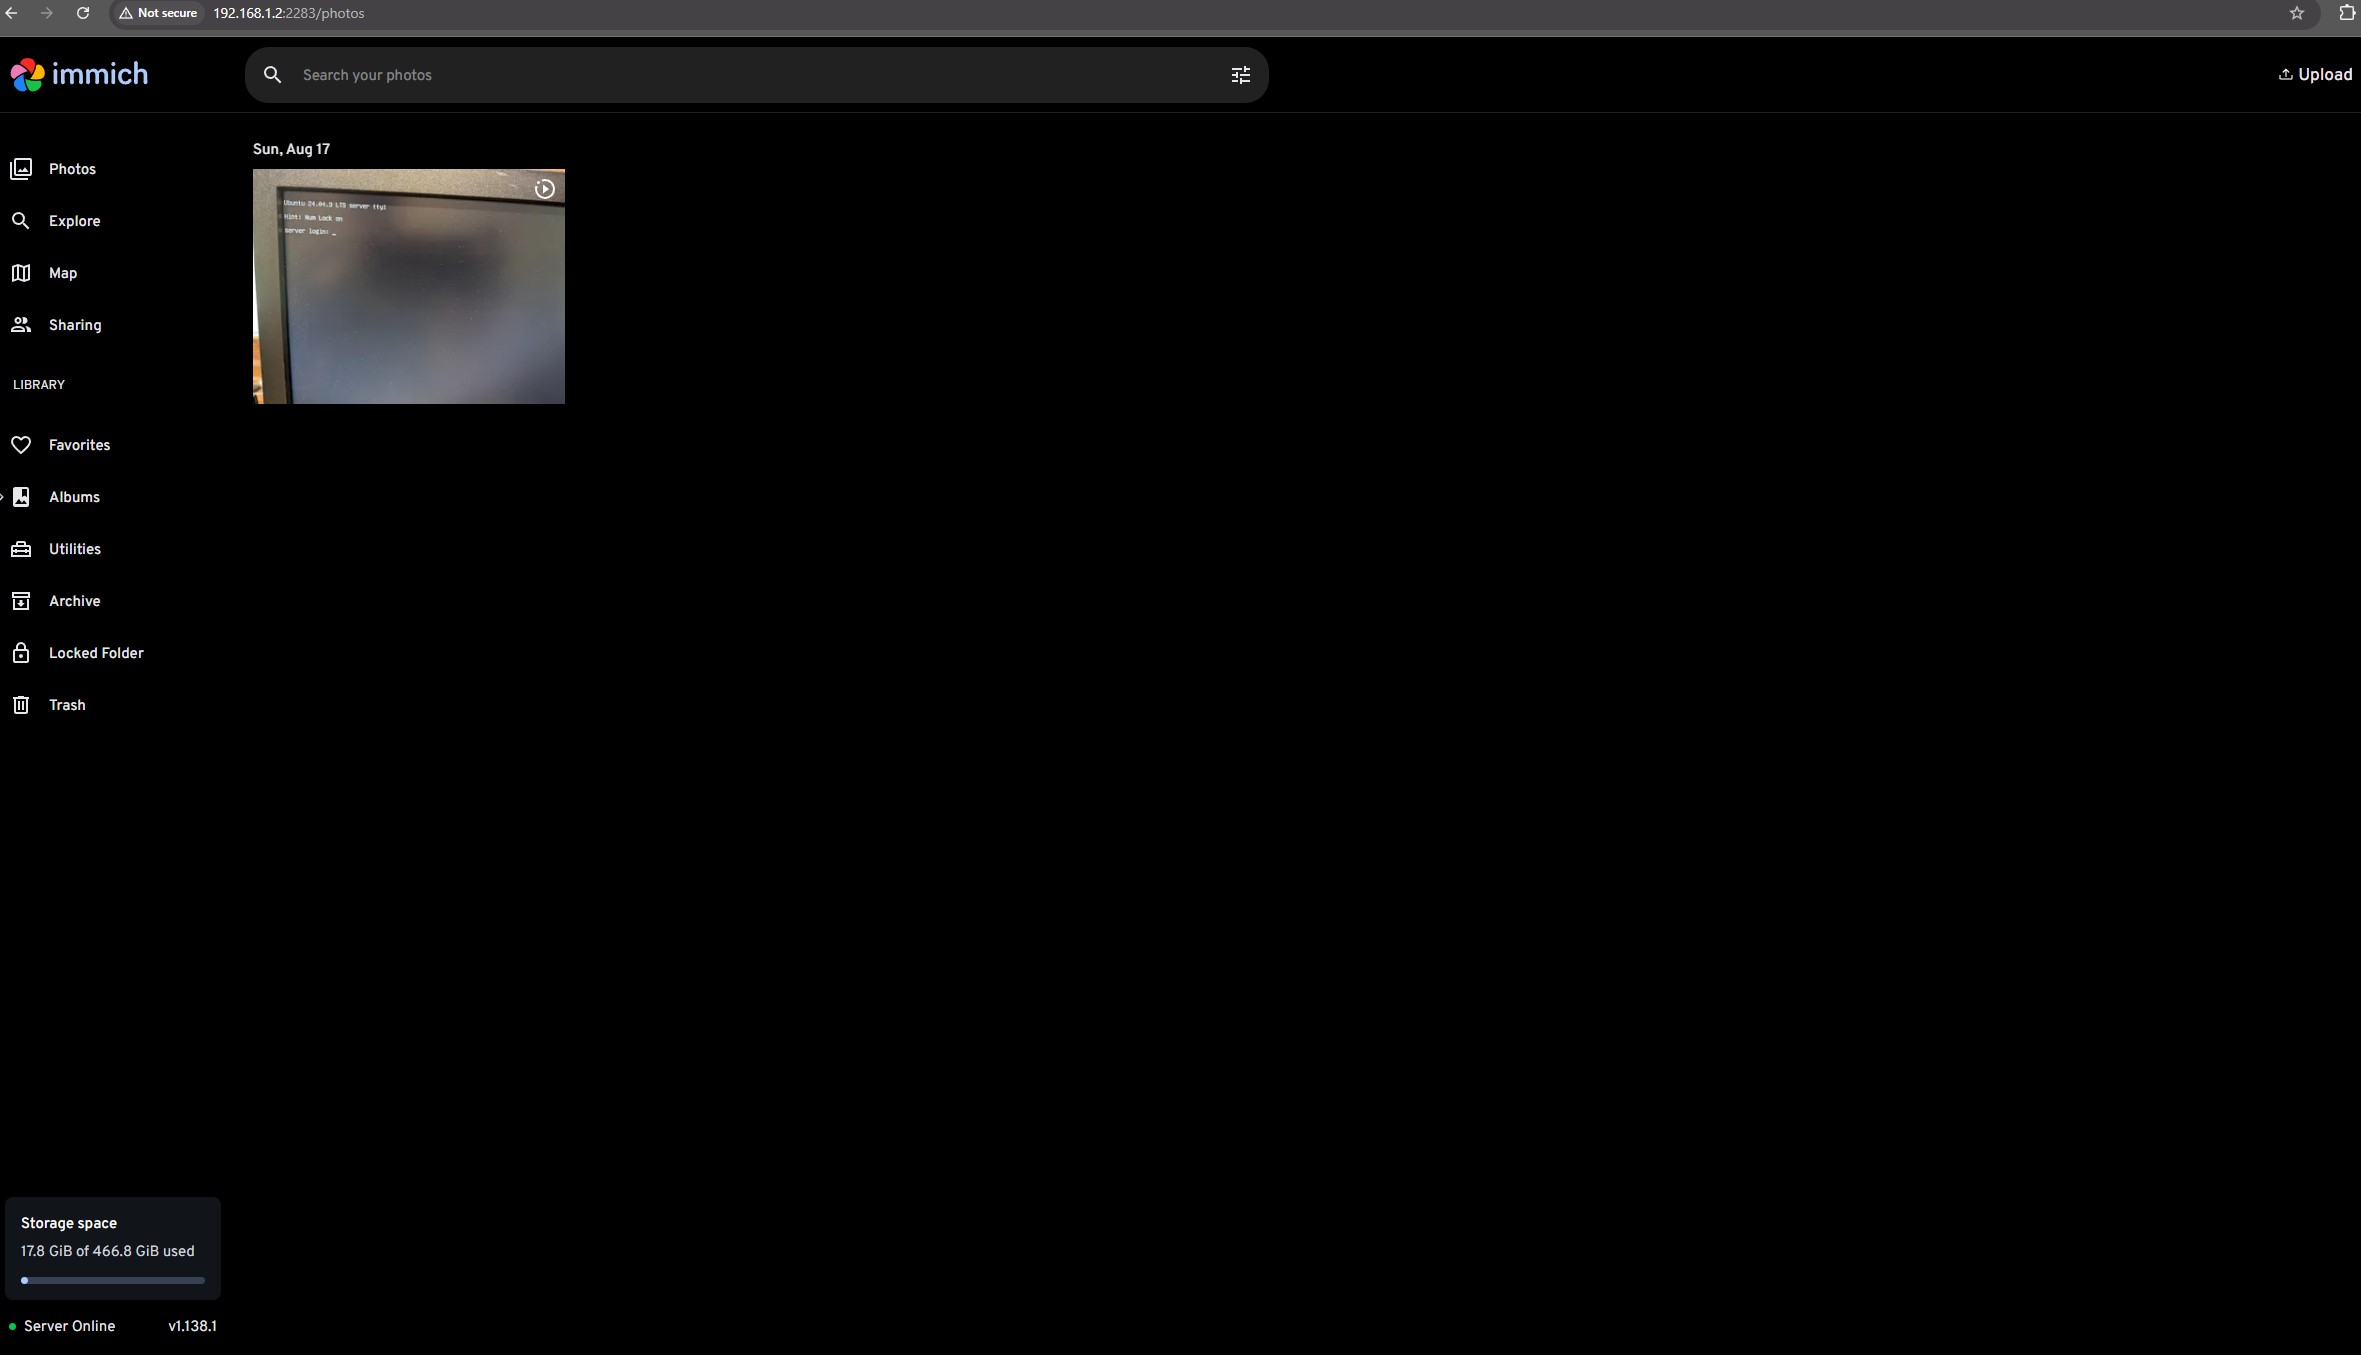 Not secure 192.168.1.2:2283/photos
immich
Search your photos
Upload
Sun, Aug 17
Ubuntu 24.04.3 LTS server tty1
Hint: Num Lock on
server login: _
Photos
Explore
Map
Sharing
LIBRARY
Favorites
Albums
Utilities
Archive
Locked Folder
Trash
Storage space
17.8 GiB of 466.8 GiB used
Server Online v1.138.1